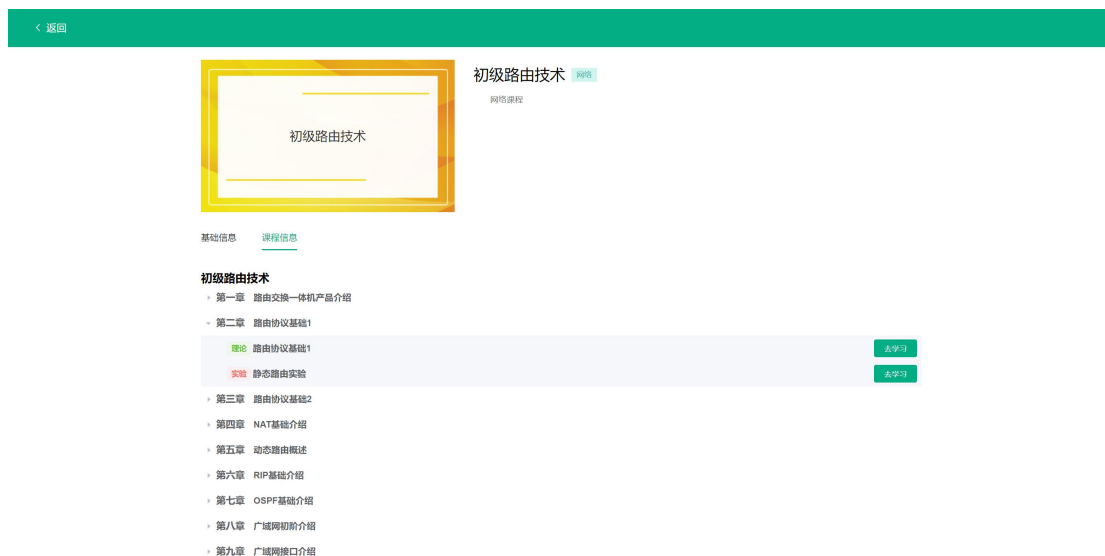 < 返回
初级路由技术
初级路由技术 网络
网络课程
基础信息 课程信息
初级路由技术
第一章 路由交换一体机产品介绍
第二章 路由协议基础1
理论 路由协议基础1 去学习
实验 静态路由实验 去学习
第三章 路由协议基础2
第四章 NAT基础介绍
第五章 动态路由概述
第六章 RIP基础介绍
第七章 OSPF基础介绍
第八章 广域网初阶介绍
第九章 广域网接口介绍